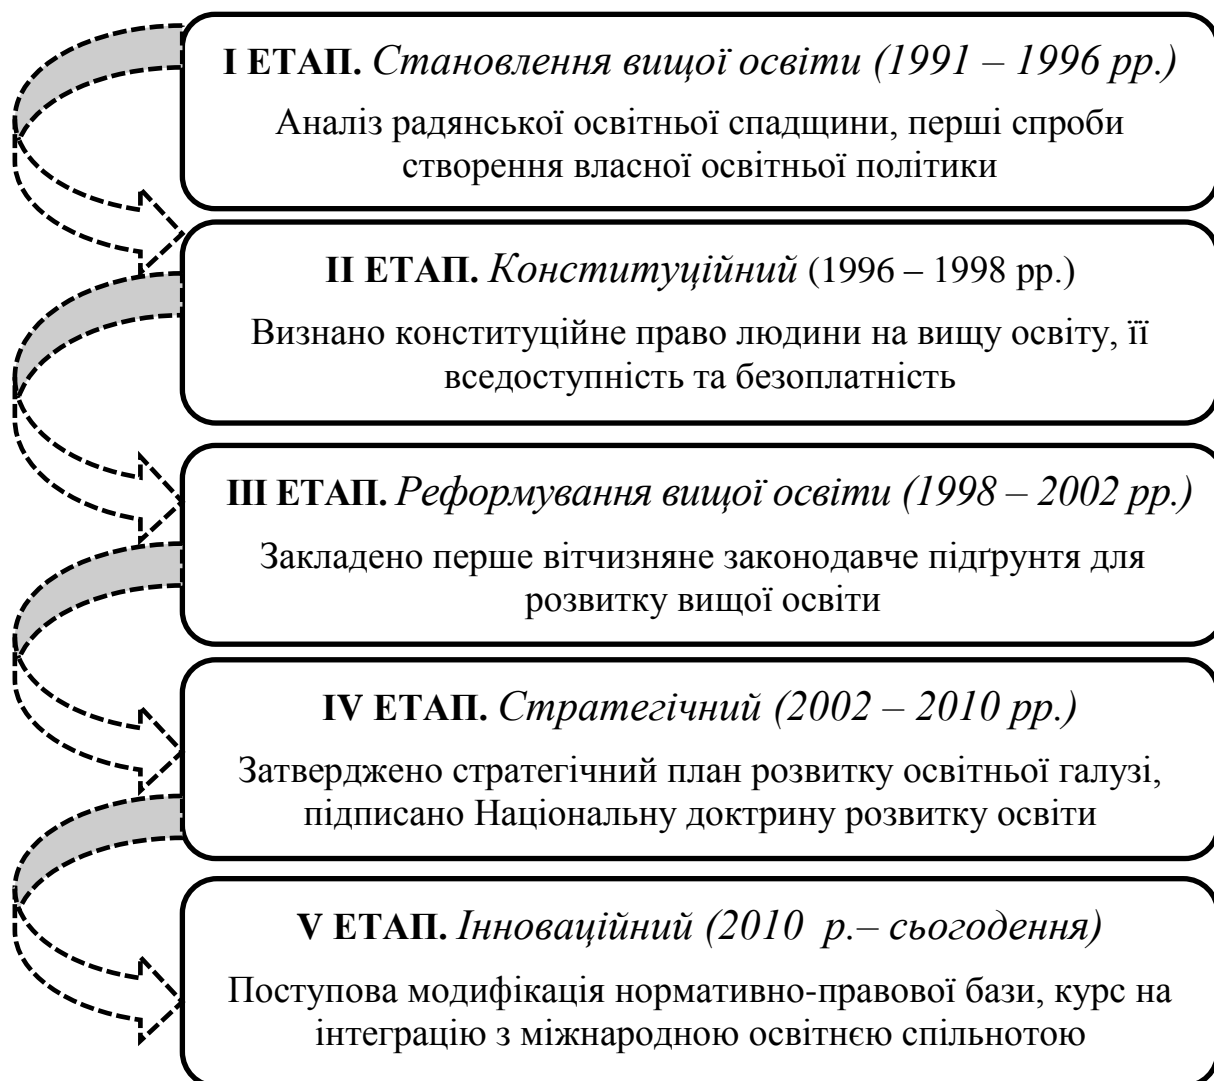 І ЕТАП. Становлення вищої освіти (1991 – 1996 рр.)
Аналіз радянської освітньої спадщини, перші спроби
створення власної освітньої політики
ІІ ЕТАП. Конституційний (1996 – 1998 рр.)
Визнано конституційне право людини на вищу освіту, її
вседоступність та безоплатність
ІІІ ЕТАП. Реформування вищої освіти (1998 – 2002 рр.)
Закладено перше вітчизняне законодавче підґрунтя для
розвитку вищої освіти
IV ЕТАП. Стратегічний (2002 – 2010 рр.)
Затверджено стратегічний план розвитку освітньої галузі,
підписано Національну доктрину розвитку освіти
V ЕТАП. Інноваційний (2010  р.– сьогодення)
Поступова модифікація нормативно-правової бази, курс на
інтеграцію з міжнародною освітнєю спільнотою